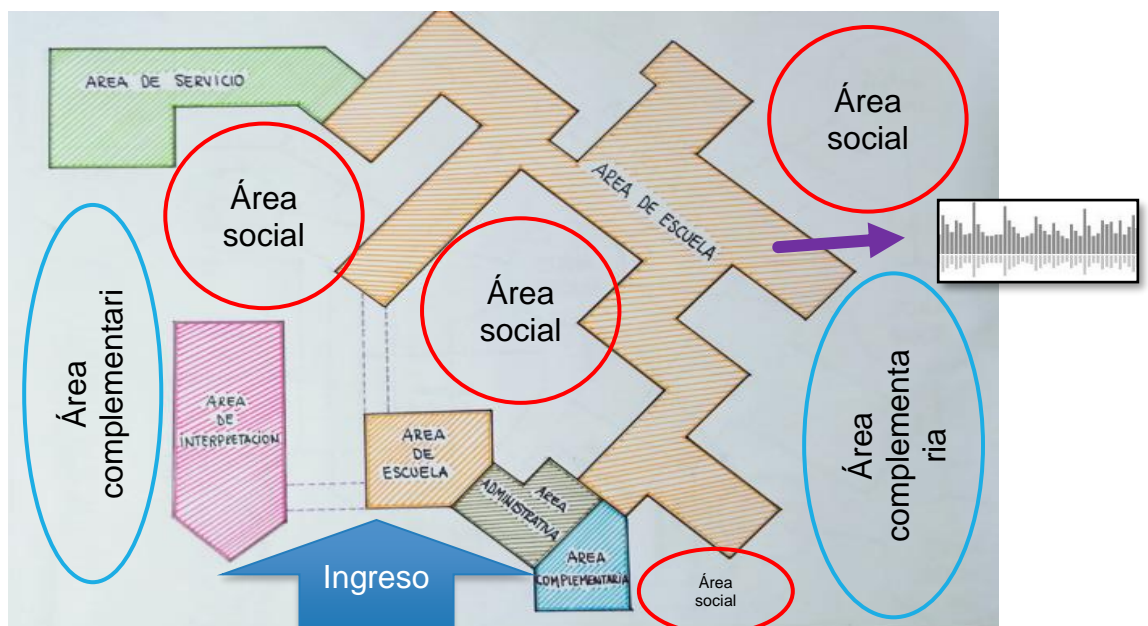 AREA DE SERVICIO
Área
social
Área
social
AREA DE ESCUELA
Área
social
Área
complementari
Área
complementa
ria
AREA
DE
INTERPRETACIÓN
AREA
DE
ESCUELA
AREA
ADMINISTRATIVA
AREA
COMPLEMENTARIA
Ingreso
Área
social